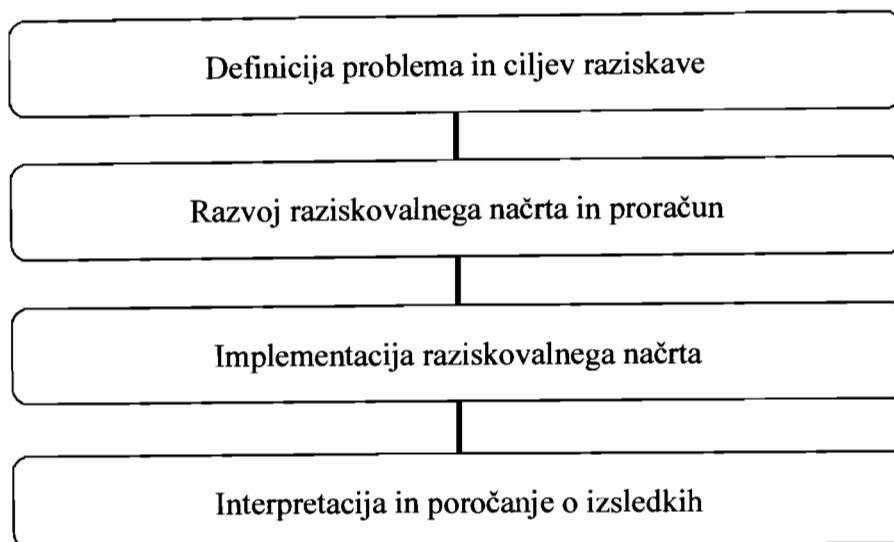 Definicija problema in ciljev raziskave
Razvoj raziskovalnega načrta in proračun
Implementacija raziskovalnega načrta
Interpretacija in poročanje o izsledkih